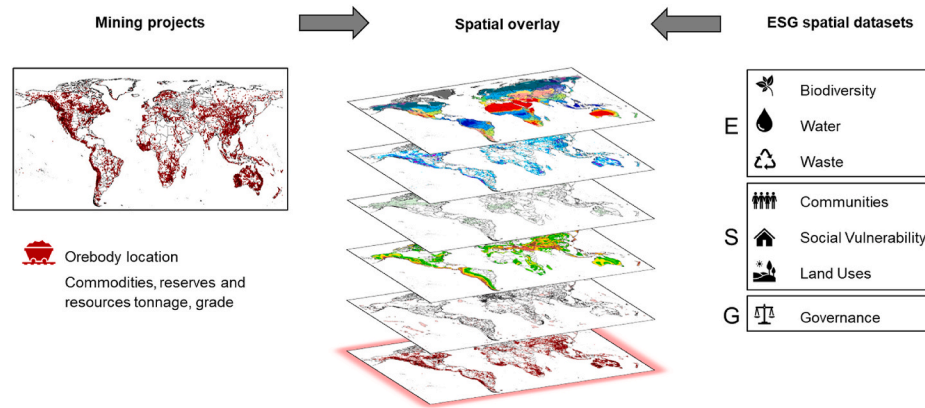 Mining projects
Spatial overlay
ESG spatial datasets
Orebody location
Commodities, reserves and
resources tonnage, grade
E
Biodiversity
Water
Waste
S
Communities
Social Vulnerability
Land Uses
G
Governance